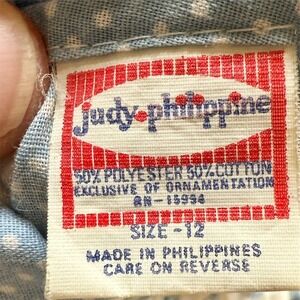 judy·philippine
50% POLYESTER 50% COTTON
EXCLUSIVE OF ORNAMENTATION
RN-15994
SIZE -12
MADE IN PHILIPPINES
CARE ON REVERSE